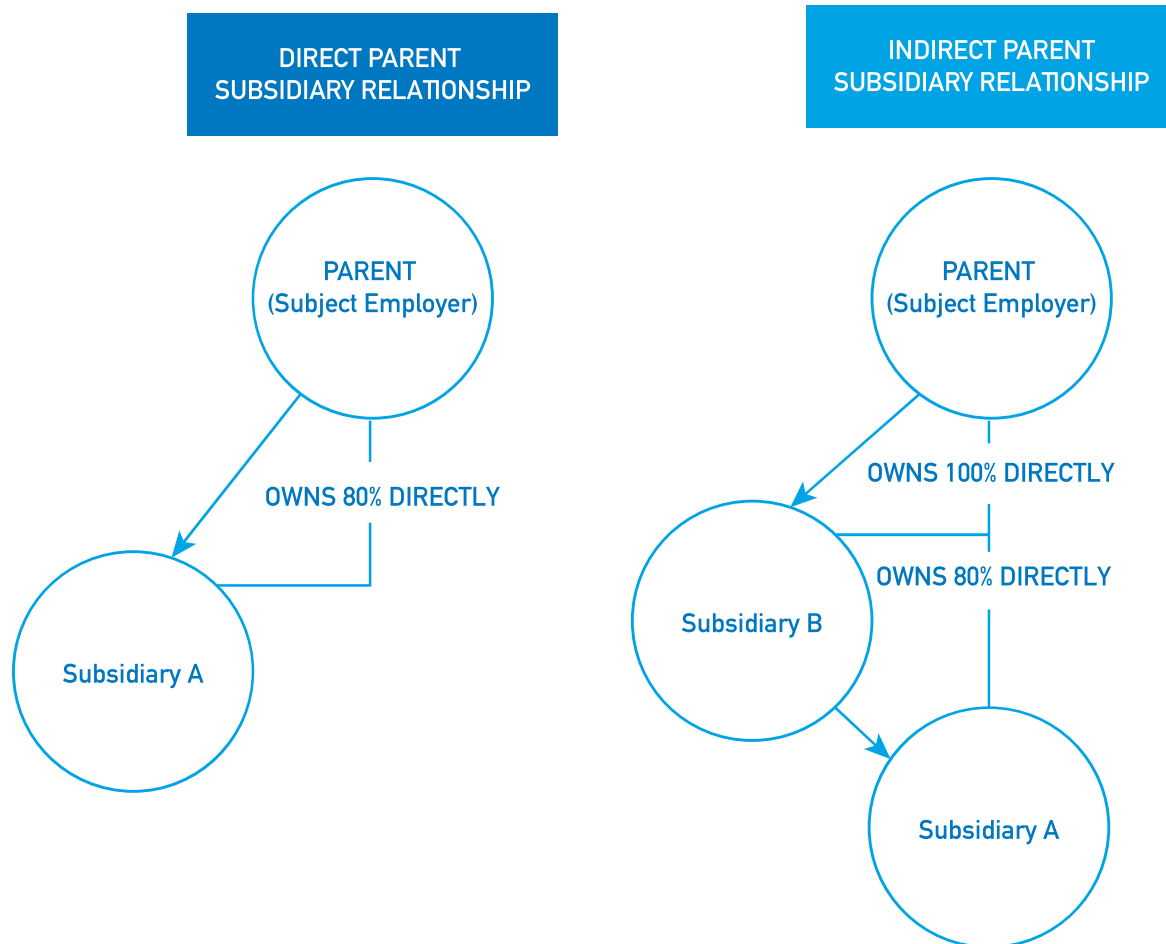 DIRECT PARENT
SUBSIDIARY RELATIONSHIP
PARENT
(Subject Employer)
OWNS 80% DIRECTLY
Subsidiary A
INDIRECT PARENT
SUBSIDIARY RELATIONSHIP
PARENT
(Subject Employer)
OWNS 100% DIRECTLY
OWNS 80% DIRECTLY
Subsidiary B
Subsidiary A